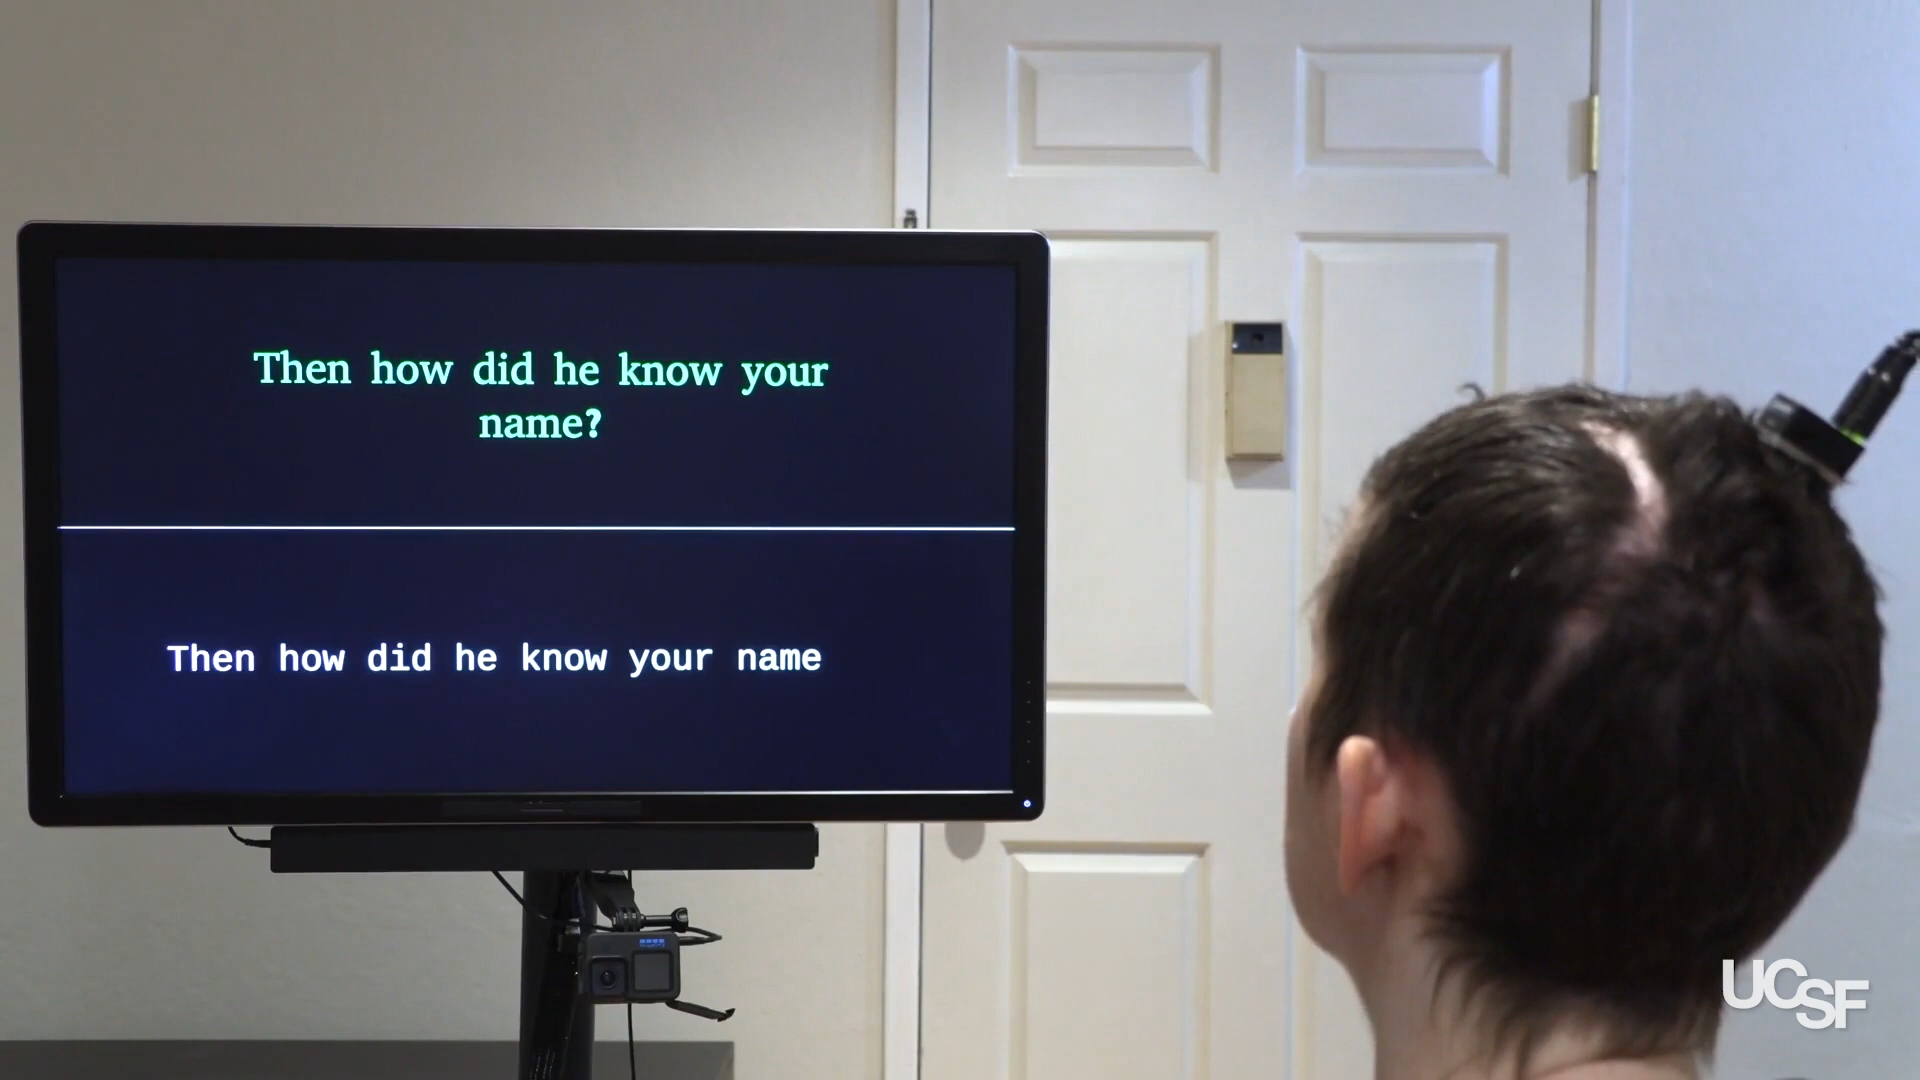 Then how did he know your
name?
Then how did he know your name
UCSF